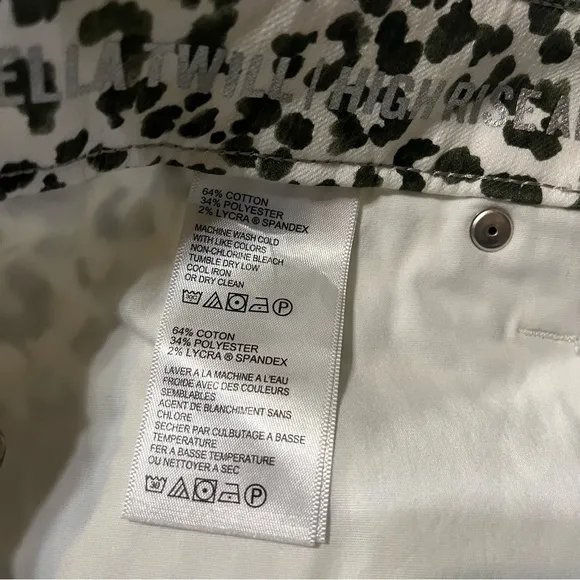 ELLA TWILL | HIGH RISE A
64% COTTON
34% POLYESTER
2% LYCRA ® SPANDEX
MACHINE WASH COLD
WITH LIKE COLORS
NON-CHLORINE BLEACH
TUMBLE DRY LOW
COOL IRON
OR DRY CLEAN
P
64% COTON
34% POLYESTER
2% LYCRA ® SPANDEX
LAVER A LA MACHINE A L'EAU
FROIDE AVEC DES COULEURS
SEMBLABLES
AGENT DE BLANCHIMENT SANS
CHLORE
SECHER PAR CULBUTAGE A BASSE
TEMPERATURE
FER A BASSE TEMPERATURE
OU NETTOYER A SEC
30 P